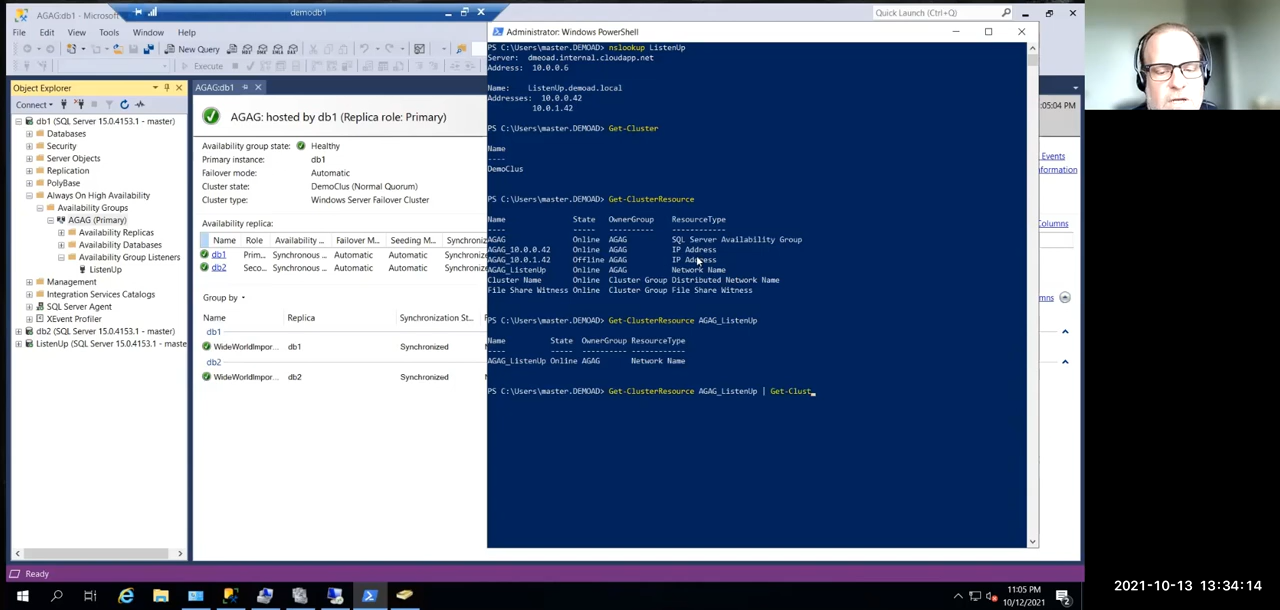 AGAG:db1 - Microsoft
demodb1
Quick Launch (Ctrl+Q)
File Edit View Tools Window Help
New Query
Execute
Object Explorer
Connect
db1 (SQL Server 15.0.4153.1 - master)
Databases
Security
Server Objects
Replication
PolyBase
Always On High Availability
Availability Groups
AGAG (Primary)
Availability Replicas
Availability Databases
Availability Group Listeners
ListenUp
Management
Integration Services Catalogs
SQL Server Agent
XEvent Profiler
db2 (SQL Server 15.0.4153.1 - master)
ListenUp (SQL Server 15.0.4153.1 - maste
AGAG:db1
AGAG: hosted by db1 (Replica role: Primary)
Availability group state: Healthy
Primary instance: db1
Failover mode: Automatic
Cluster state: DemoClus (Normal Quorum)
Cluster type: Windows Server Failover Cluster
Availability replica:
Name Role Availability ... Failover M... Seeding M... Synchroni
db1 Prim... Synchronous ... Automatic Automatic Synchroniz
db2 Seco... Synchronous ... Automatic Automatic Synchroniz
Group by
Name Replica Synchronization St...
db1
WideWorldImpor... db1 Synchronized
db2
WideWorldImpor... db2 Synchronized
Administrator: Windows PowerShell
PS C:\Users\master.DEMOAD> nslookup ListenUp
Server: dmeoad.internal.cloudapp.net
Address: 10.0.0.6
Name: ListenUp.demoad.local
Addresses: 10.0.0.42
10.0.1.42
PS C:\Users\master.DEMOAD> Get-Cluster
Name
----
DemoClus
PS C:\Users\master.DEMOAD> Get-ClusterResource
Name State OwnerGroup ResourceType
---- ----- ---------- ------------
AGAG Online AGAG SQL Server Availability Group
AGAG_10.0.0.42 Online AGAG IP Address
AGAG_10.0.1.42 Offline AGAG IP Address
AGAG_ListenUp Online AGAG Network Name
Cluster Name Online Cluster Group Distributed Network Name
File Share Witness Online Cluster Group File Share Witness
PS C:\Users\master.DEMOAD> Get-ClusterResource AGAG_ListenUp
Name State OwnerGroup ResourceType
---- ----- ---------- ------------
AGAG_ListenUp Online AGAG Network Name
PS C:\Users\master.DEMOAD> Get-ClusterResource AGAG_ListenUp | Get-Clust_
:5:04 PM
Events
formation
Columns
mns
Ready
11:05 PM
10/12/2021
2
2021-10-13 13:34:14